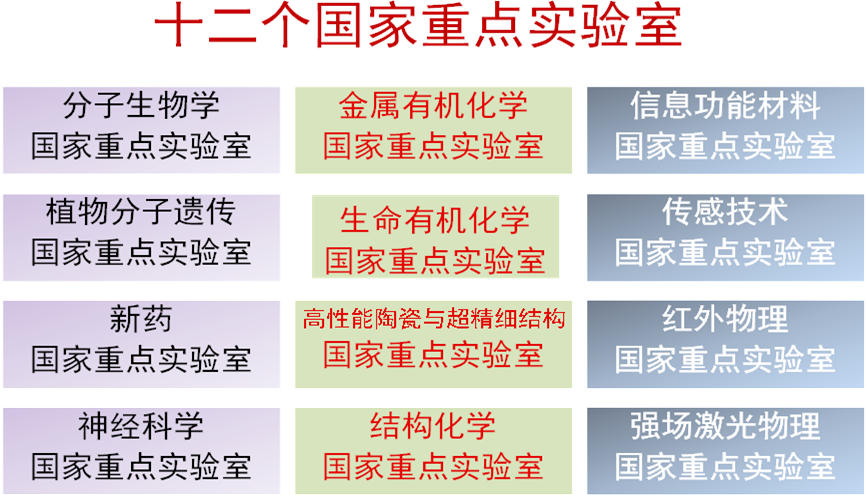 十二个国家重点实验室
分子生物学
国家重点实验室
金属有机化学
国家重点实验室
信息功能材料
国家重点实验室
植物分子遗传
国家重点实验室
生命有机化学
国家重点实验室
传感技术
国家重点实验室
新药
国家重点实验室
高性能陶瓷与超精细结构
国家重点实验室
红外物理
国家重点实验室
神经科学
国家重点实验室
结构化学
国家重点实验室
强场激光物理
国家重点实验室